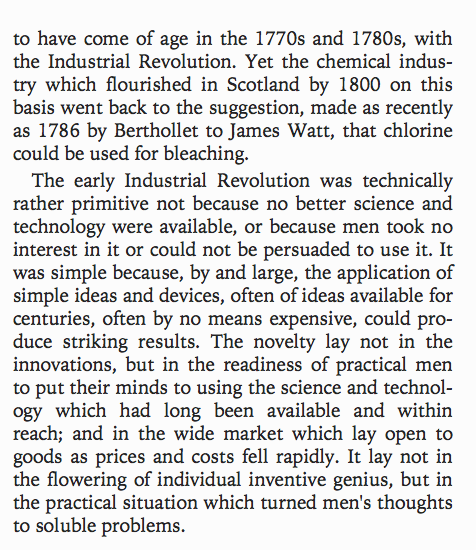 to have come of age in the 1770s and 1780s, with
the Industrial Revolution. Yet the chemical indus-
try which flourished in Scotland by 1800 on this
basis went back to the suggestion, made as recently
as 1786 by Berthollet to James Watt, that chlorine
could be used for bleaching.
The early Industrial Revolution was technically
rather primitive not because no better science and
technology were available, or because men took no
interest in it or could not be persuaded to use it. It
was simple because, by and large, the application of
simple ideas and devices, often of ideas available for
centuries, often by no means expensive, could pro-
duce striking results. The novelty lay not in the
innovations, but in the readiness of practical men
to put their minds to using the science and technol-
ogy which had long been available and within
reach; and in the wide market which lay open to
goods as prices and costs fell rapidly. It lay not in
the flowering of individual inventive genius, but in
the practical situation which turned men's thoughts
to soluble problems.